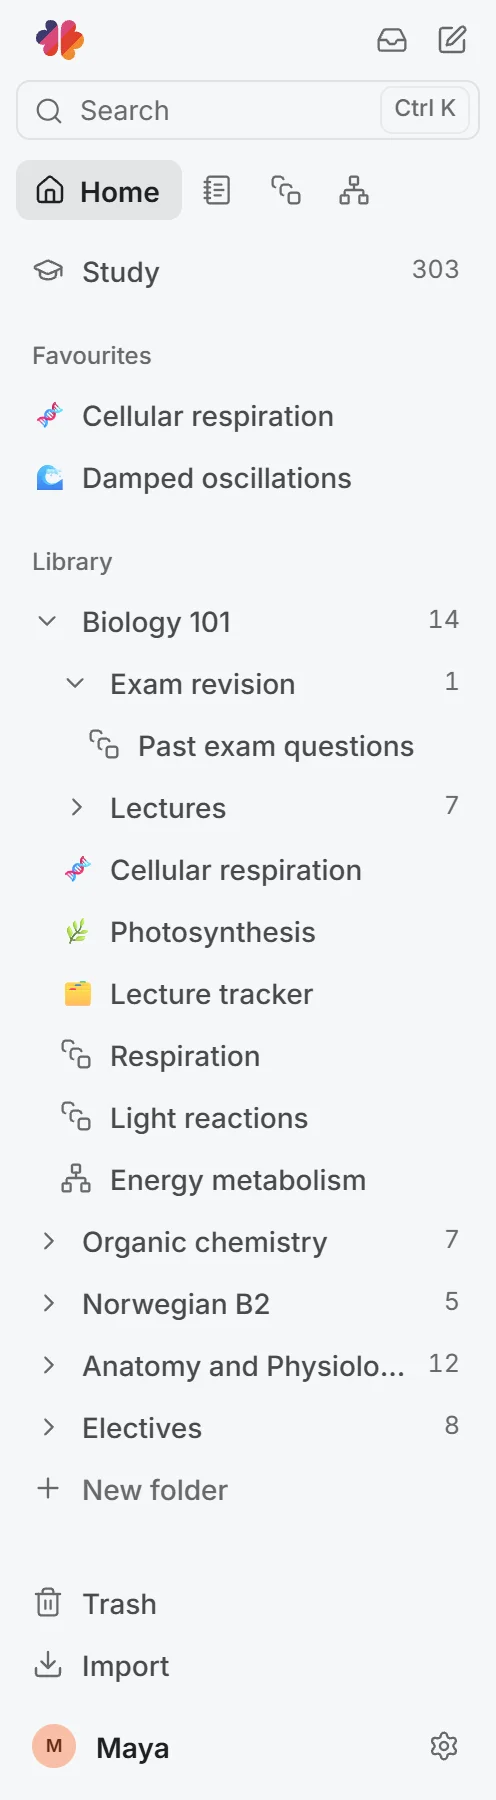 Search Ctrl K
Home
Study 303
Favourites
Cellular respiration
Damped oscillations
Library
Biology 101 14
Exam revision 1
Past exam questions
Lectures 7
Cellular respiration
Photosynthesis
Lecture tracker
Respiration
Light reactions
Energy metabolism
Organic chemistry 7
Norwegian B2 5
Anatomy and Physiolo... 12
Electives 8
New folder
Trash
Import
M Maya